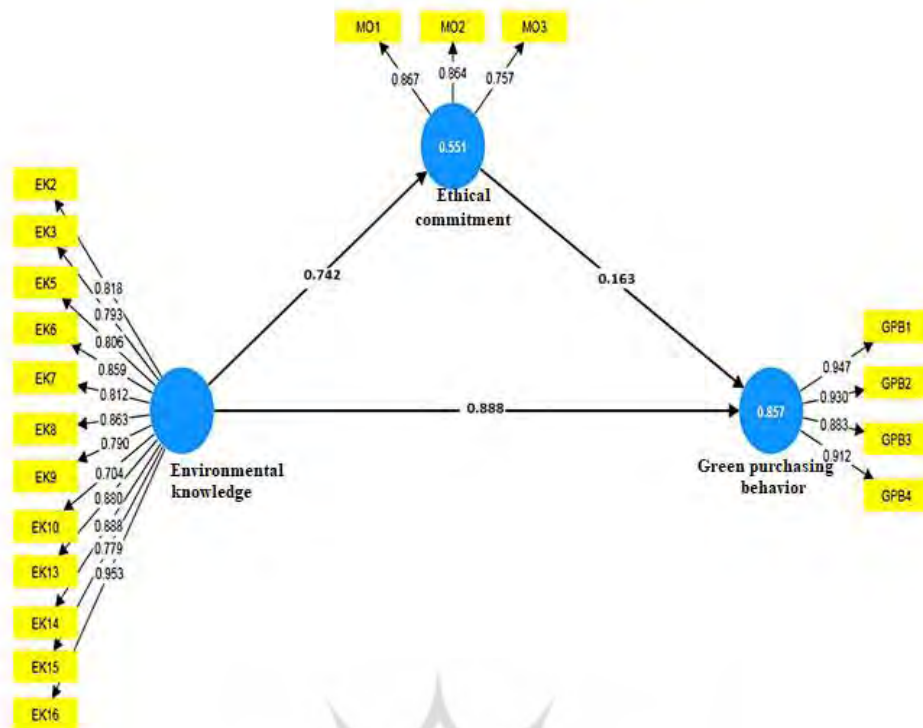 MO1
MO2
MO3
0.867
0.864
0.757
0.551
Ethical
commitment
EK2
EK3
EK5
EK6
EK7
EK8
EK9
EK10
EK13
EK14
EK15
EK16
0.818
0.793
0.806
0.859
0.812
0.863
0.790
0.704
0.880
0.888
0.779
0.953
0.742
0.163
0.888
Environmental
knowledge
0.857
Green purchasing
behavior
0.947
0.930
0.883
0.912
GPB1
GPB2
GPB3
GPB4